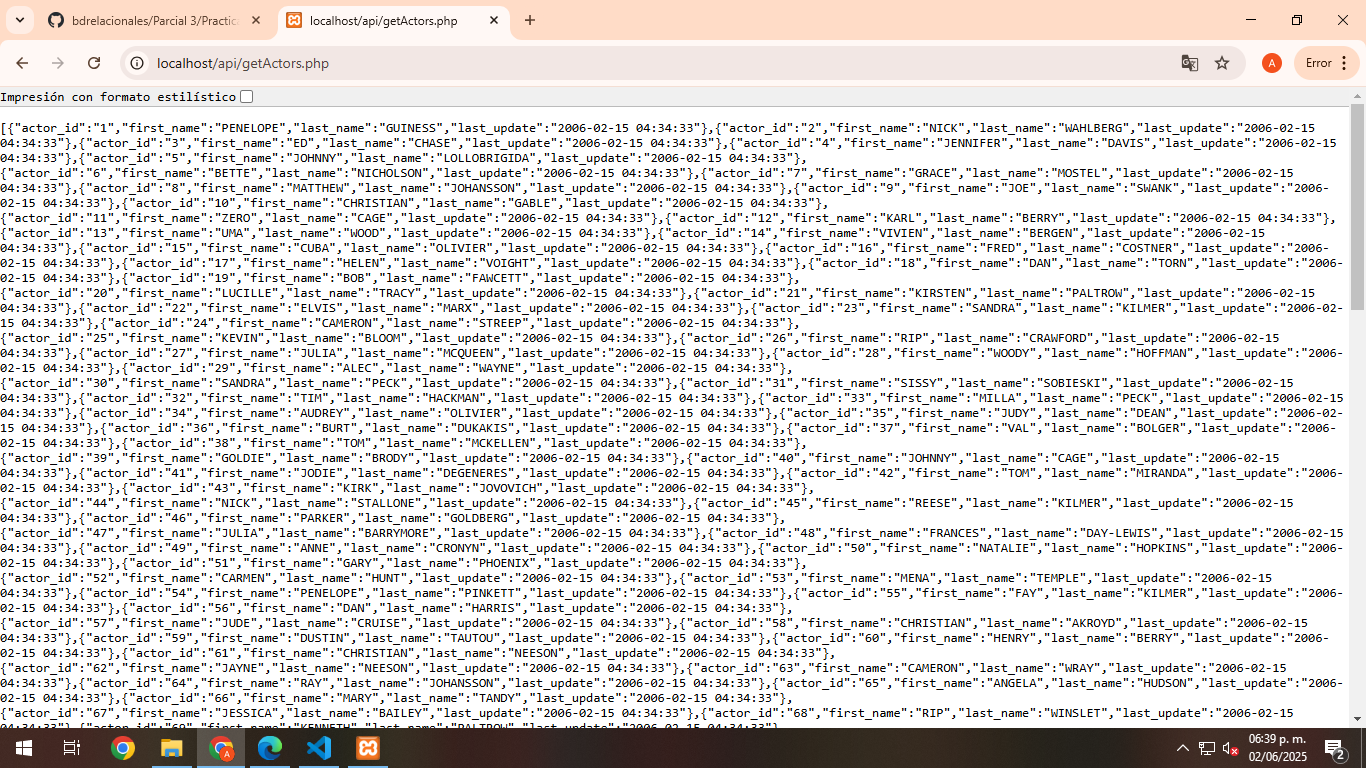 bdrelacionales/Parcial 3/Practica
localhost/api/getActors.php
localhost/api/getActors.php
A
Error
Impresión con formato estilístico
[{"actor_id":"1","first_name":"PENELOPE","last_name":"GUINESS","last_update":"2006-02-15 04:34:33"},{"actor_id":"2","first_name":"NICK","last_name":"WAHLBERG","last_update":"2006-02-15
04:34:33"},{"actor_id":"3","first_name":"ED","last_name":"CHASE","last_update":"2006-02-15 04:34:33"},{"actor_id":"4","first_name":"JENNIFER","last_name":"DAVIS","last_update":"2006-02-15
04:34:33"},{"actor_id":"5","first_name":"JOHNNY","last_name":"LOLLOBRIGIDA","last_update":"2006-02-15 04:34:33"},
{"actor_id":"6","first_name":"BETTE","last_name":"NICHOLSON","last_update":"2006-02-15 04:34:33"},{"actor_id":"7","first_name":"GRACE","last_name":"MOSTEL","last_update":"2006-02-15
04:34:33"},{"actor_id":"8","first_name":"MATTHEW","last_name":"JOHANSSON","last_update":"2006-02-15 04:34:33"},{"actor_id":"9","first_name":"JOE","last_name":"SWANK","last_update":"2006-
02-15 04:34:33"},{"actor_id":"10","first_name":"CHRISTIAN","last_name":"GABLE","last_update":"2006-02-15 04:34:33"},
{"actor_id":"11","first_name":"ZERO","last_name":"CAGE","last_update":"2006-02-15 04:34:33"},{"actor_id":"12","first_name":"KARL","last_name":"BERRY","last_update":"2006-02-15 04:34:33"},
{"actor_id":"13","first_name":"UMA","last_name":"WOOD","last_update":"2006-02-15 04:34:33"},{"actor_id":"14","first_name":"VIVIEN","last_name":"BERGEN","last_update":"2006-02-15
04:34:33"},{"actor_id":"15","first_name":"CUBA","last_name":"OLIVIER","last_update":"2006-02-15 04:34:33"},{"actor_id":"16","first_name":"FRED","last_name":"COSTNER","last_update":"2006-
02-15 04:34:33"},{"actor_id":"17","first_name":"HELEN","last_name":"VOIGHT","last_update":"2006-02-15 04:34:33"},{"actor_id":"18","first_name":"DAN","last_name":"TORN","last_update":"2006-
02-15 04:34:33"},{"actor_id":"19","first_name":"BOB","last_name":"FAWCETT","last_update":"2006-02-15 04:34:33"},
{"actor_id":"20","first_name":"LUCILLE","last_name":"TRACY","last_update":"2006-02-15 04:34:33"},{"actor_id":"21","first_name":"KIRSTEN","last_name":"PALTROW","last_update":"2006-02-15
04:34:33"},{"actor_id":"22","first_name":"ELVIS","last_name":"MARX","last_update":"2006-02-15 04:34:33"},{"actor_id":"23","first_name":"SANDRA","last_name":"KILMER","last_update":"2006-02-
15 04:34:33"},{"actor_id":"24","first_name":"CAMERON","last_name":"STREEP","last_update":"2006-02-15 04:34:33"},
{"actor_id":"25","first_name":"KEVIN","last_name":"BLOOM","last_update":"2006-02-15 04:34:33"},{"actor_id":"26","first_name":"RIP","last_name":"CRAWFORD","last_update":"2006-02-15
04:34:33"},{"actor_id":"27","first_name":"JULIA","last_name":"MCQUEEN","last_update":"2006-02-15 04:34:33"},{"actor_id":"28","first_name":"WOODY","last_name":"HOFFMAN","last_update":"2006-
02-15 04:34:33"},{"actor_id":"29","first_name":"ALEC","last_name":"WAYNE","last_update":"2006-02-15 04:34:33"},
{"actor_id":"30","first_name":"SANDRA","last_name":"PECK","last_update":"2006-02-15 04:34:33"},{"actor_id":"31","first_name":"SISSY","last_name":"SOBIESKI","last_update":"2006-02-15
04:34:33"},{"actor_id":"32","first_name":"TIM","last_name":"HACKMAN","last_update":"2006-02-15 04:34:33"},{"actor_id":"33","first_name":"MILLA","last_name":"PECK","last_update":"2006-02-15
04:34:33"},{"actor_id":"34","first_name":"AUDREY","last_name":"OLIVIER","last_update":"2006-02-15 04:34:33"},{"actor_id":"35","first_name":"JUDY","last_name":"DEAN","last_update":"2006-02-
15 04:34:33"},{"actor_id":"36","first_name":"BURT","last_name":"DUKAKIS","last_update":"2006-02-15 04:34:33"},{"actor_id":"37","first_name":"VAL","last_name":"BOLGER","last_update":"2006-
02-15 04:34:33"},{"actor_id":"38","first_name":"TOM","last_name":"MCKELLEN","last_update":"2006-02-15 04:34:33"},
{"actor_id":"39","first_name":"GOLDIE","last_name":"BRODY","last_update":"2006-02-15 04:34:33"},{"actor_id":"40","first_name":"JOHNNY","last_name":"CAGE","last_update":"2006-02-15
04:34:33"},{"actor_id":"41","first_name":"JODIE","last_name":"DEGENERES","last_update":"2006-02-15 04:34:33"},{"actor_id":"42","first_name":"TOM","last_name":"MIRANDA","last_update":"2006-
02-15 04:34:33"},{"actor_id":"43","first_name":"KIRK","last_name":"JOVOVICH","last_update":"2006-02-15 04:34:33"},
{"actor_id":"44","first_name":"NICK","last_name":"STALLONE","last_update":"2006-02-15 04:34:33"},{"actor_id":"45","first_name":"REESE","last_name":"KILMER","last_update":"2006-02-15
04:34:33"},{"actor_id":"46","first_name":"PARKER","last_name":"GOLDBERG","last_update":"2006-02-15 04:34:33"},
{"actor_id":"47","first_name":"JULIA","last_name":"BARRYMORE","last_update":"2006-02-15 04:34:33"},{"actor_id":"48","first_name":"FRANCES","last_name":"DAY-LEWIS","last_update":"2006-02-15
04:34:33"},{"actor_id":"49","first_name":"ANNE","last_name":"CRONYN","last_update":"2006-02-15 04:34:33"},{"actor_id":"50","first_name":"NATALIE","last_name":"HOPKINS","last_update":"2006-
02-15 04:34:33"},{"actor_id":"51","first_name":"GARY","last_name":"PHOENIX","last_update":"2006-02-15 04:34:33"},
{"actor_id":"52","first_name":"CARMEN","last_name":"HUNT","last_update":"2006-02-15 04:34:33"},{"actor_id":"53","first_name":"MENA","last_name":"TEMPLE","last_update":"2006-02-15
04:34:33"},{"actor_id":"54","first_name":"PENELOPE","last_name":"PINKETT","last_update":"2006-02-15 04:34:33"},{"actor_id":"55","first_name":"FAY","last_name":"KILMER","last_update":"2006-
02-15 04:34:33"},{"actor_id":"56","first_name":"DAN","last_name":"HARRIS","last_update":"2006-02-15 04:34:33"},
{"actor_id":"57","first_name":"JUDE","last_name":"CRUISE","last_update":"2006-02-15 04:34:33"},{"actor_id":"58","first_name":"CHRISTIAN","last_name":"AKROYD","last_update":"2006-02-15
04:34:33"},{"actor_id":"59","first_name":"DUSTIN","last_name":"TAUTOU","last_update":"2006-02-15 04:34:33"},{"actor_id":"60","first_name":"HENRY","last_name":"BERRY","last_update":"2006-
02-15 04:34:33"},{"actor_id":"61","first_name":"CHRISTIAN","last_name":"NEESON","last_update":"2006-02-15 04:34:33"},
{"actor_id":"62","first_name":"JAYNE","last_name":"NEESON","last_update":"2006-02-15 04:34:33"},{"actor_id":"63","first_name":"CAMERON","last_name":"WRAY","last_update":"2006-02-15
04:34:33"},{"actor_id":"64","first_name":"RAY","last_name":"JOHANSSON","last_update":"2006-02-15 04:34:33"},{"actor_id":"65","first_name":"ANGELA","last_name":"HUDSON","last_update":"2006-
02-15 04:34:33"},{"actor_id":"66","first_name":"MARY","last_name":"TANDY","last_update":"2006-02-15 04:34:33"},
{"actor_id":"67","first_name":"JESSICA","last_name":"BAILEY","last_update":"2006-02-15 04:34:33"},{"actor_id":"68","first_name":"RIP","last_name":"WINSLET","last_update":"2006-02-15
04:34:33"},{"actor_id":"69","first_name":"KENNETH","last_name":"PALTROW","last_update":"2006-02-15 04:34:33"},
06:39 p. m.
02/06/2025
2